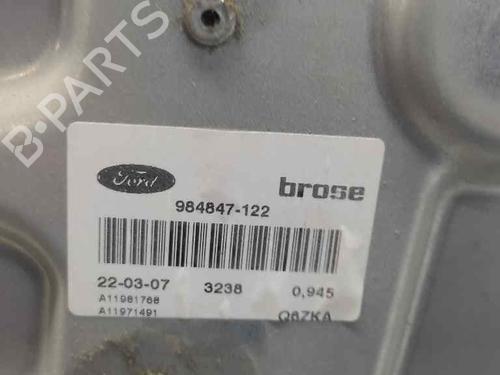 B-PARTS
Ford brose
984847-122
22-03-07 3238 0,945
A11981768
A11971491 Q8ZKA